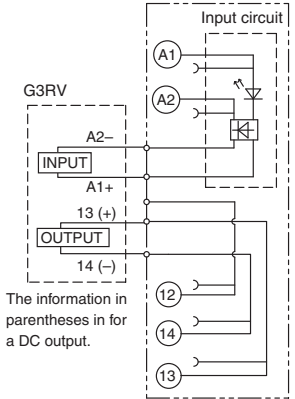 Input circuit
A1
A2
G3RV
A2–
INPUT
A1+
13 (+)
OUTPUT
14 (–)
The information in
parentheses in for
a DC output.
12
14
13